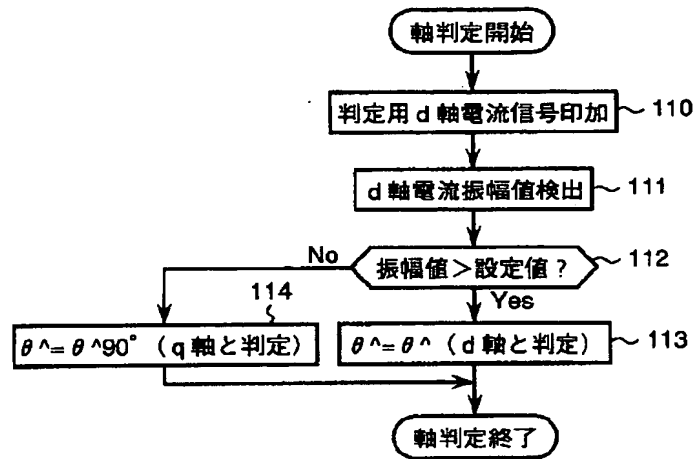 軸判定開始
判定用d軸電流信号印加
110
d軸電流振幅値検出
111
振幅値>設定値?
112
No
Yes
114
θ^=θ^90°(q軸と判定)
θ^=θ^(d軸と判定)
113
軸判定終了